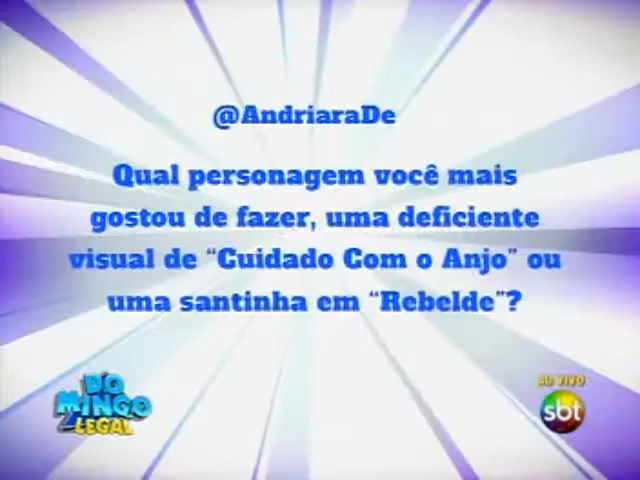 @AndriaraDe
Qual personagem você mais
gostou de fazer, uma deficiente
visual de “Cuidado Com o Anjo” ou
uma santinha em “Rebelde”?
DO
MINGO
LEGAL
AO VIVO
sbt